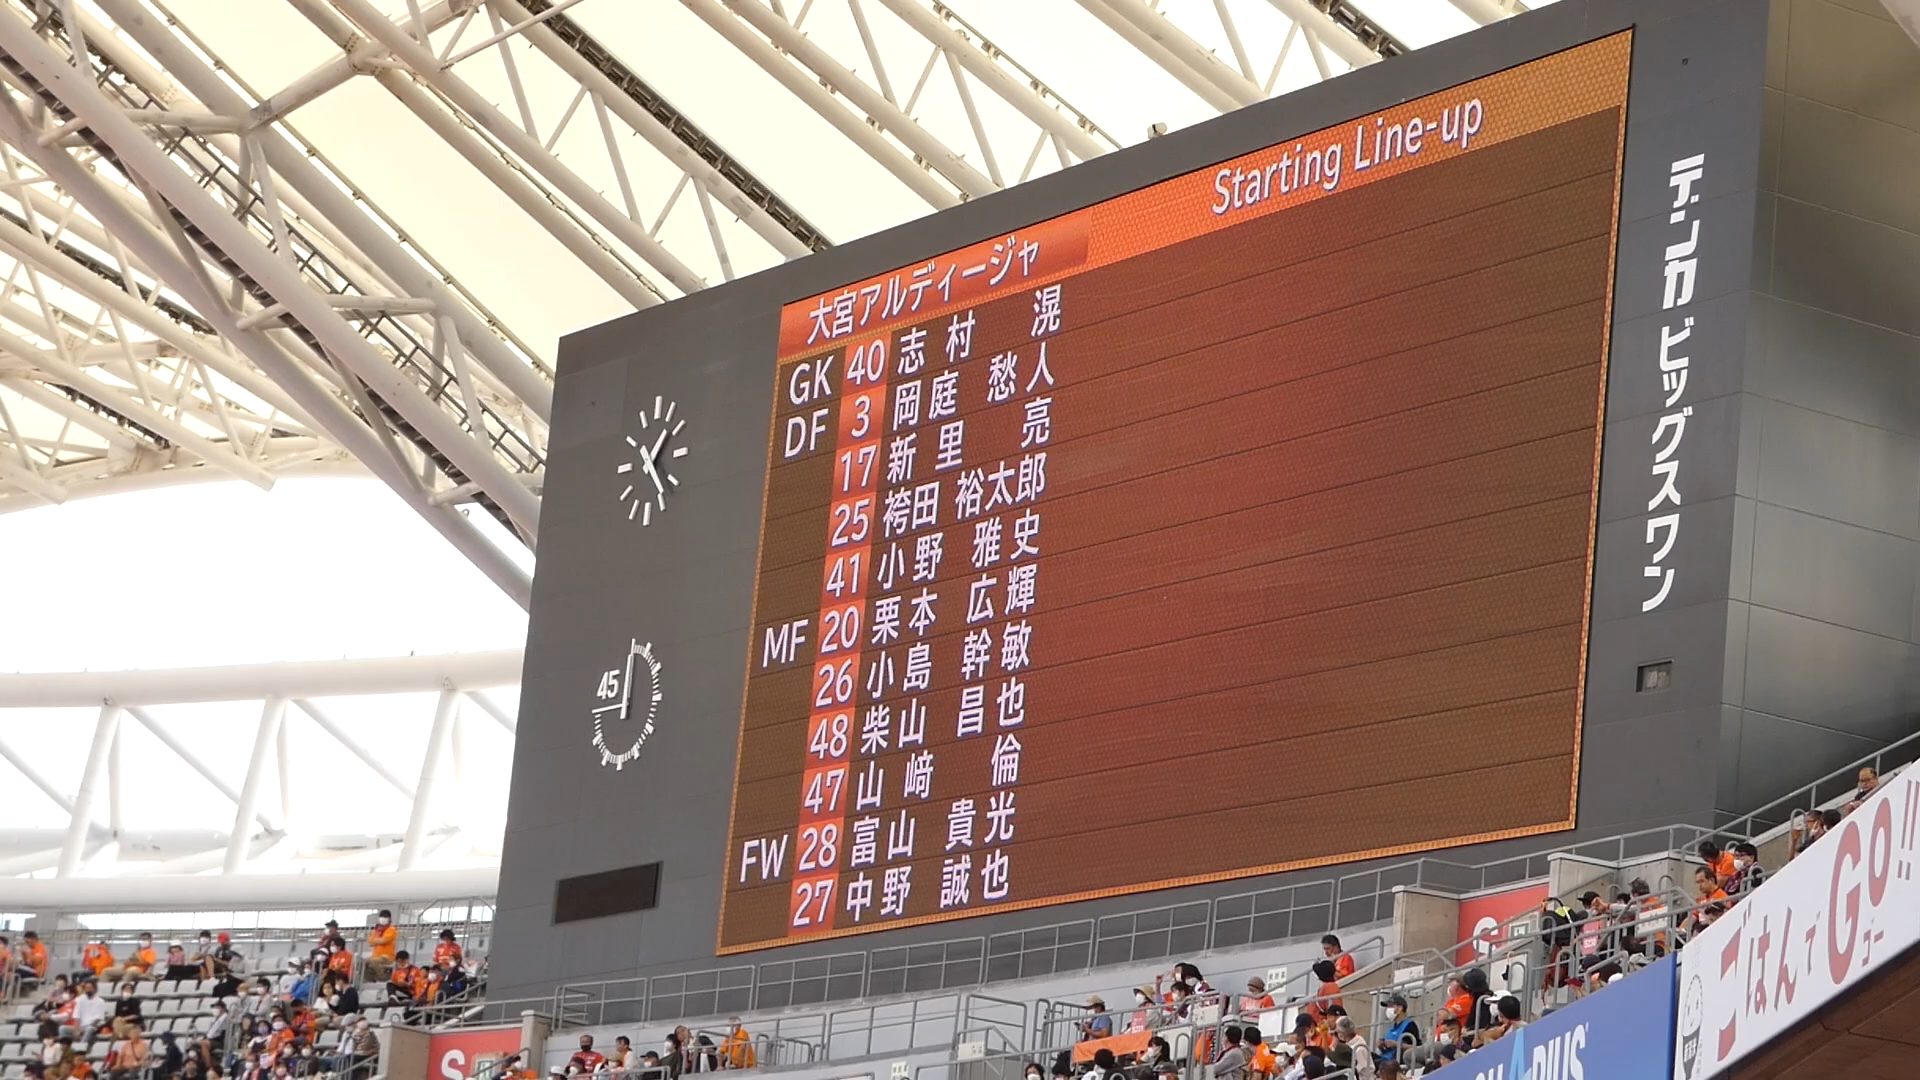 Starting Line-up
大宮アルディージャ
GK 40 志村 滉
DF 3 岡庭 愁人
17 新里 亮
25 袴田 裕太郎
41 小野 雅史
MF 20 栗本 広輝
26 小島 幹敏
48 柴山 昌也
47 山﨑 倫
FW 28 富山 貴光
27 中野 誠也
45
デンカビッグスワン
ごはんで Go!!
ゴー
S